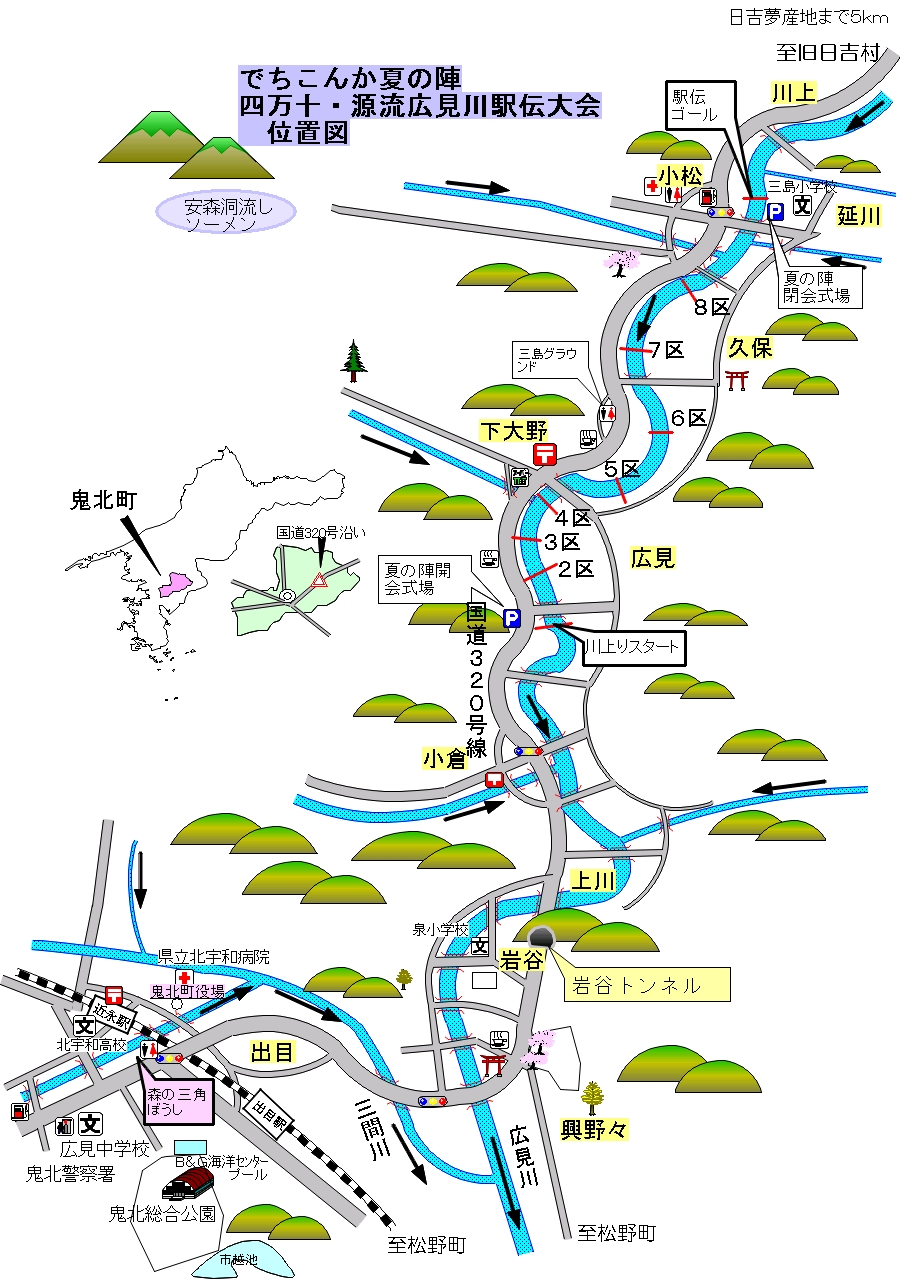 日吉夢産地まで5km
至旧日吉村
でちこんか夏の陣
四万十・源流広見川駅伝大会
位置図
駅伝
ゴール
川上
小松
三島小学校
文
P
延川
安森洞流し
ソーメン
夏の陣
閉会式場
8区
7区
久保
三島グラウ
ンド
6区
下大野
5区
4区
鬼北町
国道320号沿い
3区
広見
2区
夏の陣開
会式場
P
国道320号線
川上りスタート
小倉
上川
泉小学校
文
岩谷
岩谷トンネル
県立北宇和病院
鬼北町役場
近永駅
文
北宇和高校
出目
森の三角
ぼうし
出目駅
三間川
広見川
興野々
文
広見中学校
鬼北警察署
B&G海洋センター
プール
鬼北総合公園
至松野町
至松野町
市越池